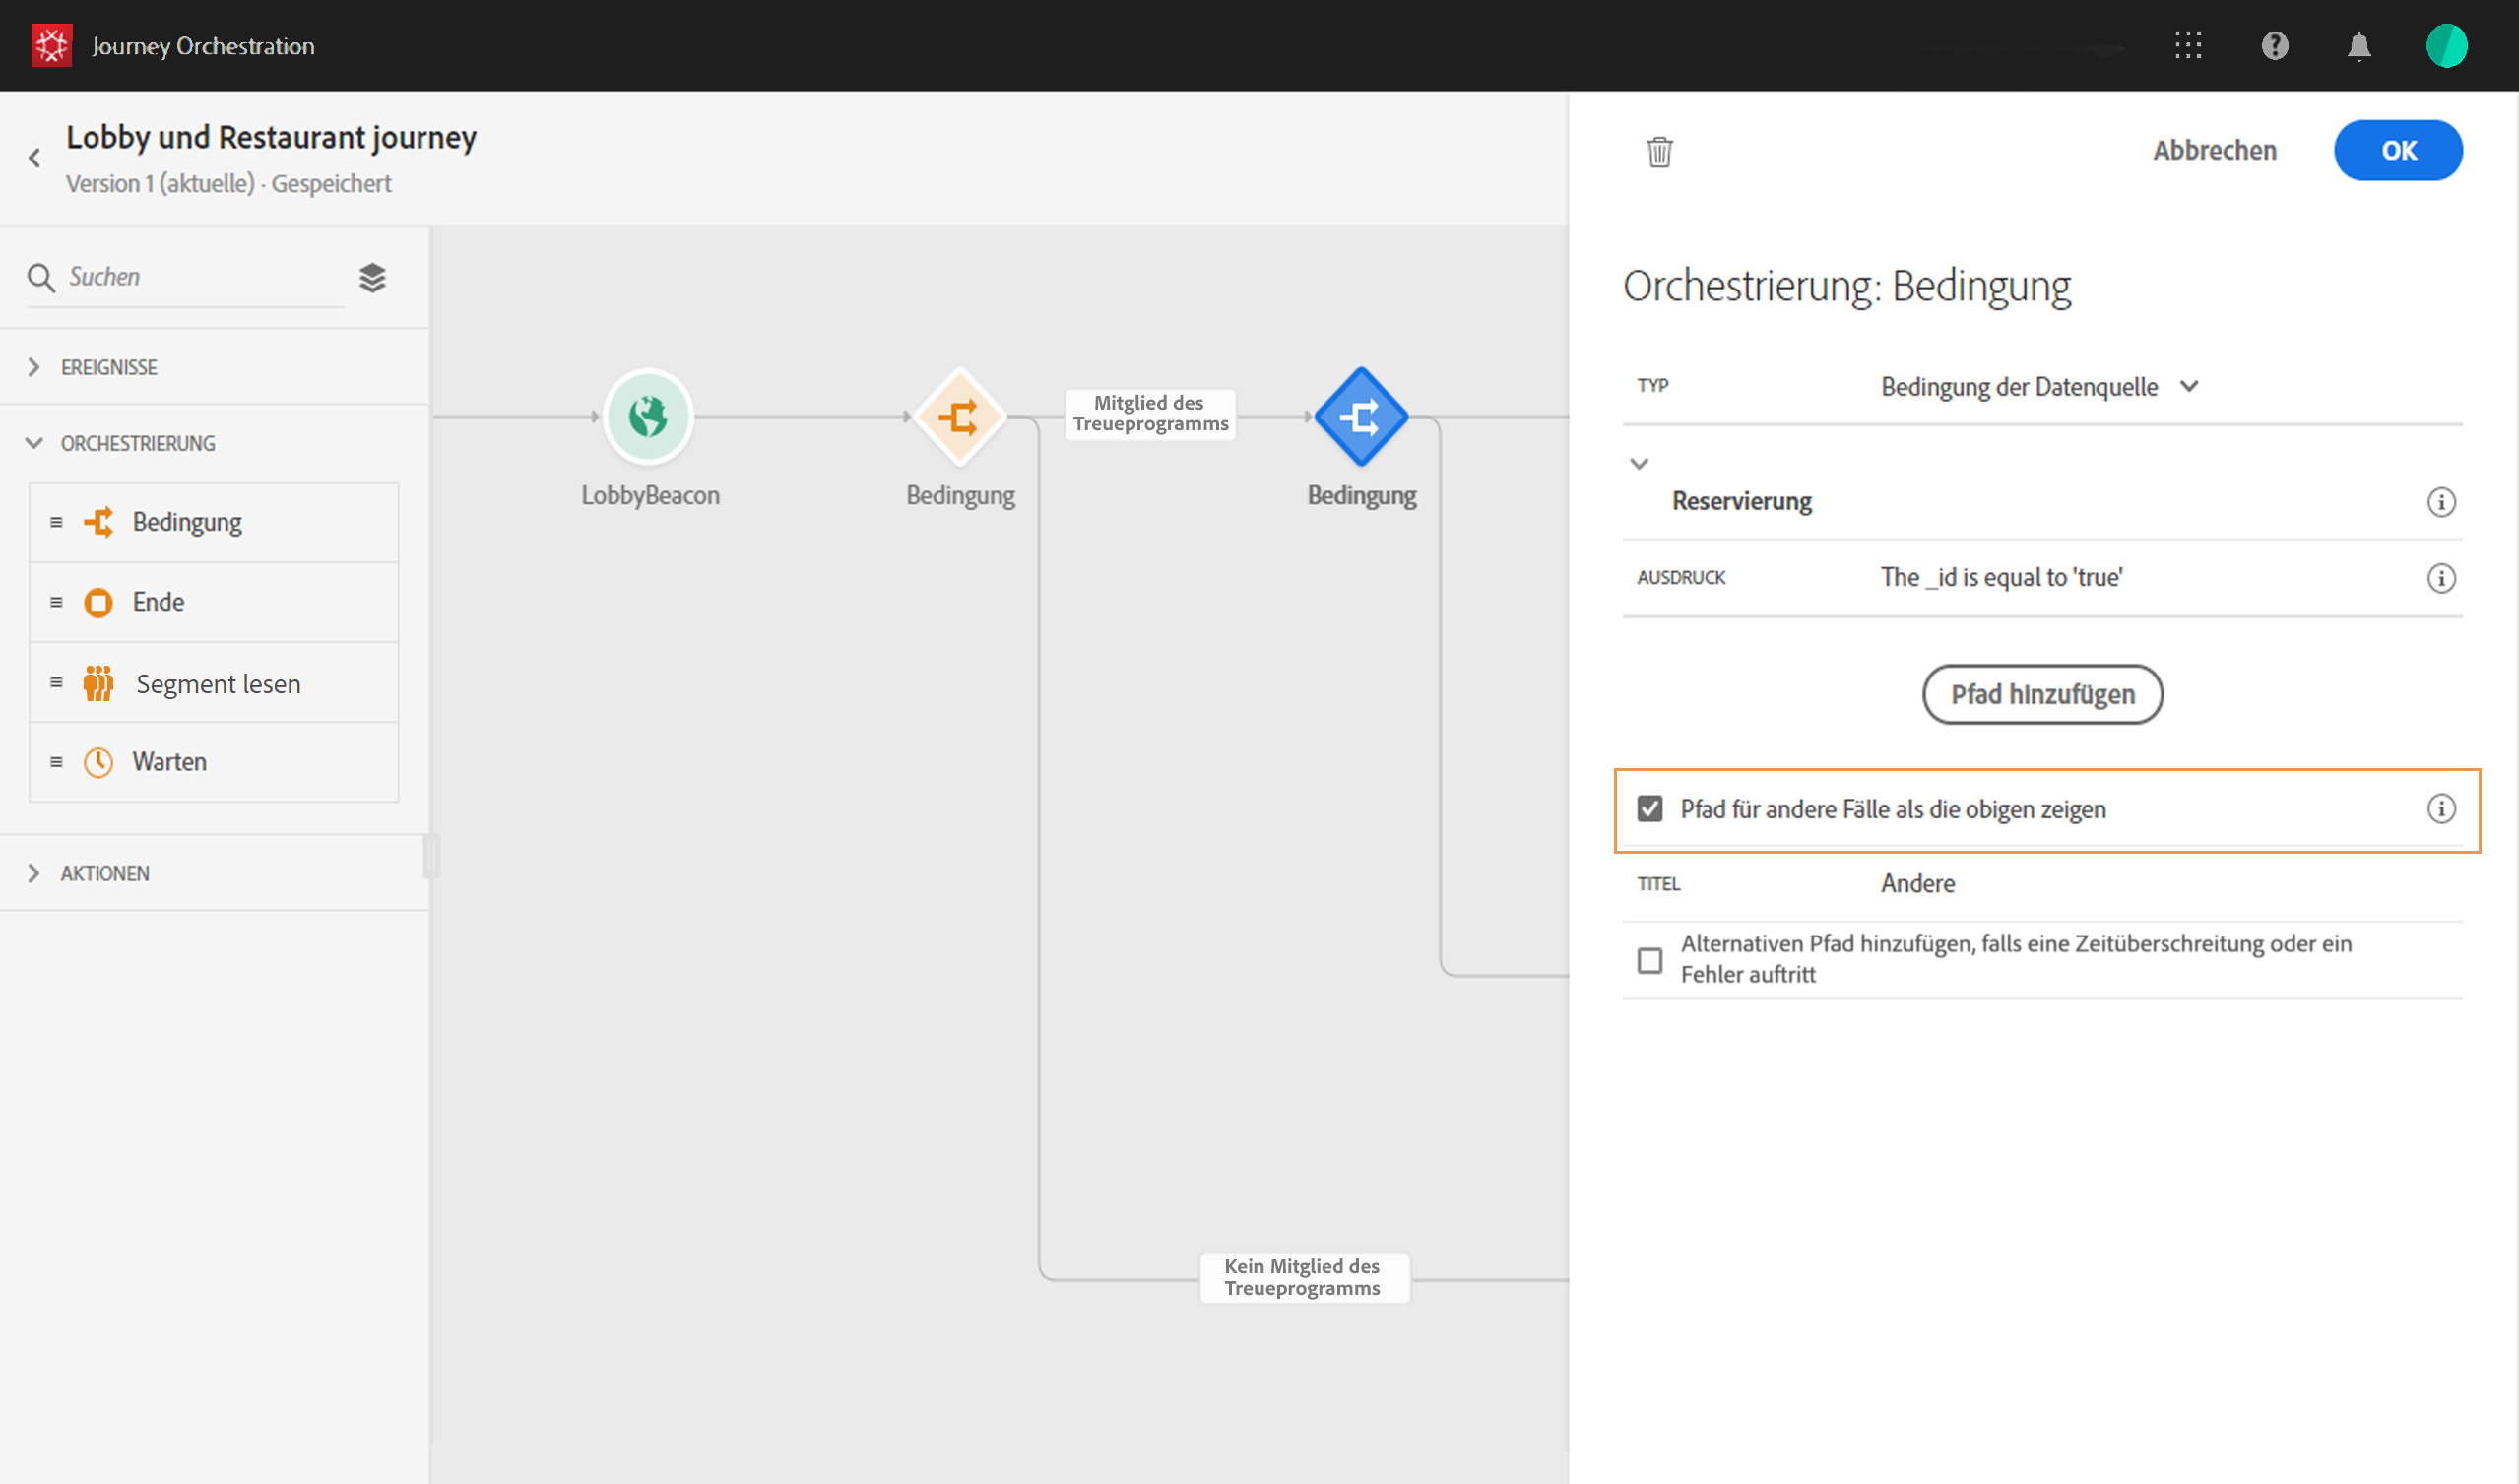 Journey Orchestration
Lobby und Restaurant journey
Version 1 (aktuelle) · Gespeichert
Suchen
EREIGNISSE
ORCHESTRIERUNG
Bedingung
Ende
Segment lesen
Warten
AKTIONEN
LobbyBeacon
Bedingung
Mitglied des
Treueprogramms
Bedingung
Kein Mitglied des
Treueprogramms
Abbrechen
OK
Orchestrierung: Bedingung
TYP Bedingung der Datenquelle
Reservierung
AUSDRUCK The _id is equal to 'true'
Pfad hinzufügen
Pfad für andere Fälle als die obigen zeigen
TITEL Andere
Alternativen Pfad hinzufügen, falls eine Zeitüberschreitung oder ein
Fehler auftritt